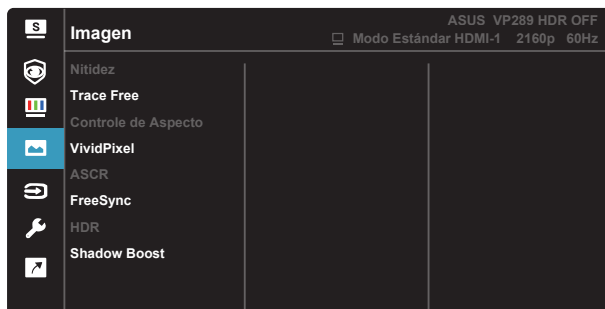 S
Imagen
ASUS VP289 HDR OFF
Modo Estándar HDMI-1 2160p 60Hz
Nitidez
Trace Free
Controle de Aspecto
VividPixel
ASCR
FreeSync
HDR
Shadow Boost